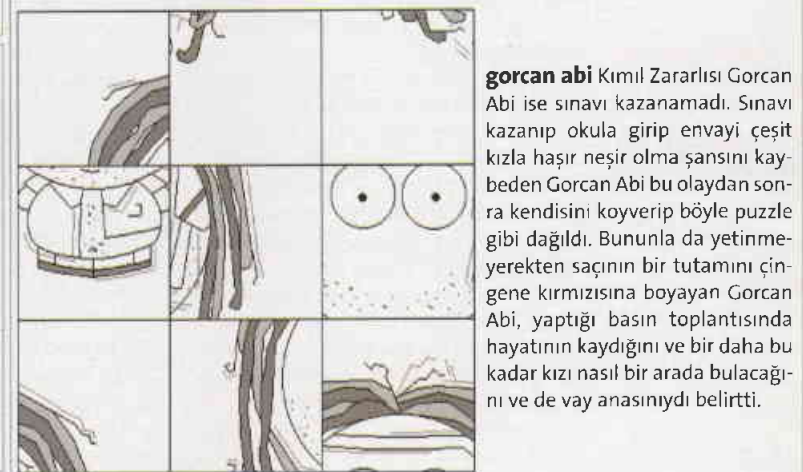 gorcan abi Kımıl Zararlısı Gorcan
Abi ise sınavı kazanamadı. Sınavı
kazanıp okula girip envayi çeşit
kızla haşır neşir olma şansını kay-
beden Gorcan Abi bu olaydan son-
ra kendisini koyverip böyle puzzle
gibi dağıldı. Bununla da yetinme-
yerekten saçının bir tutamını çin-
gene kırmızısına boyayan Gorcan
Abi, yaptığı basın toplantısında
hayatının kaydığını ve bir daha bu
kadar kızı nasıl bir arada bulacağı-
nı ve de vay anasınıydı belirtti.